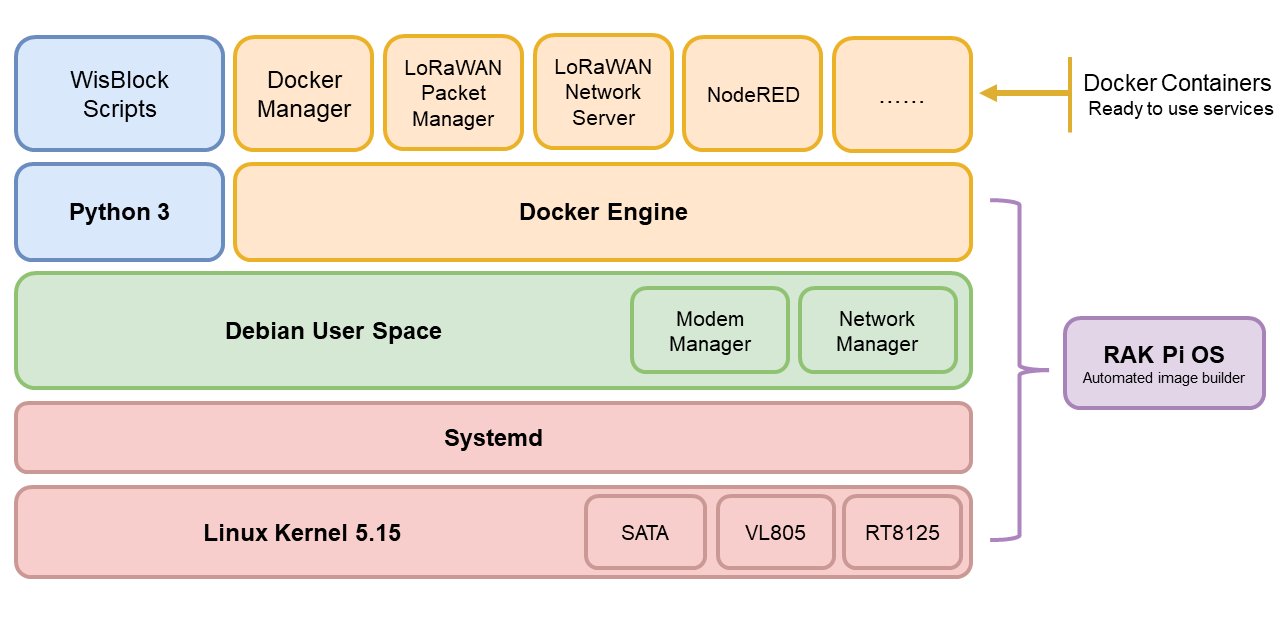 WisBlock
Scripts
Docker
Manager
LoRaWAN
Packet
Manager
LoRaWAN
Network
Server
NodeRED
......
Docker Containers
Ready to use services
Python 3
Docker Engine
Debian User Space
Modem
Manager
Network
Manager
RAK Pi OS
Automated image builder
Systemd
Linux Kernel 5.15
SATA
VL805
RT8125